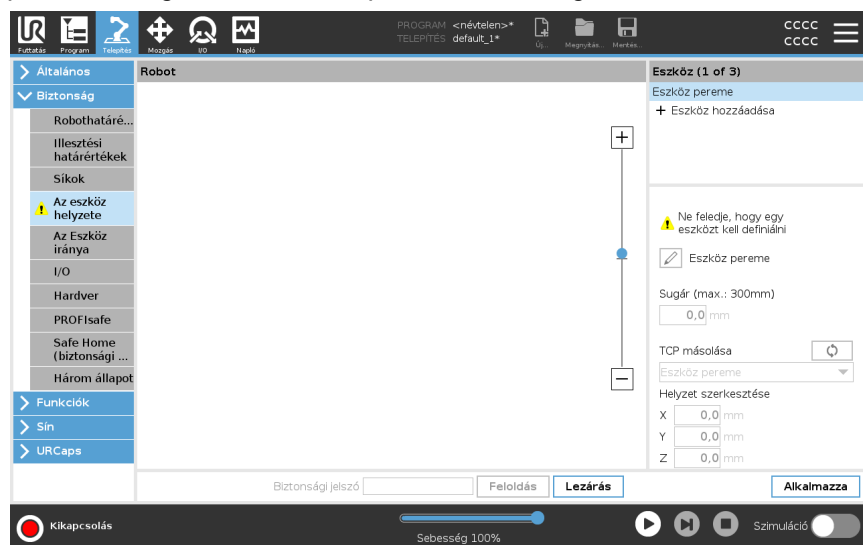 PROGRAM <névtelen>*
TELEPÍTÉS default_1*
cccc
cccc
Futtatás Program Telepítés Mozgás I/O Napló Új... Megnyitás... Mentés...
Általános
Biztonság
Robothatáré...
Illesztési
határértékek
Síkok
Az eszköz
helyzete
Az Eszköz
iránya
I/O
Hardver
PROFIsafe
Safe Home
(biztonsági ...
Három állapot
Funkciók
Sín
URCaps
Robot
Eszköz (1 of 3)
Eszköz pereme
+ Eszköz hozzáadása
Ne feledje, hogy egy
eszközt kell definiálni
Eszköz pereme
Sugár (max.: 300mm)
0,0 mm
TCP másolása
Eszköz pereme
Helyzet szerkesztése
X 0,0 mm
Y 0,0 mm
Z 0,0 mm
Biztonsági jelszó Feloldás Lezárás Alkalmazza
Kikapcsolás
Sebesség 100%
Szimuláció